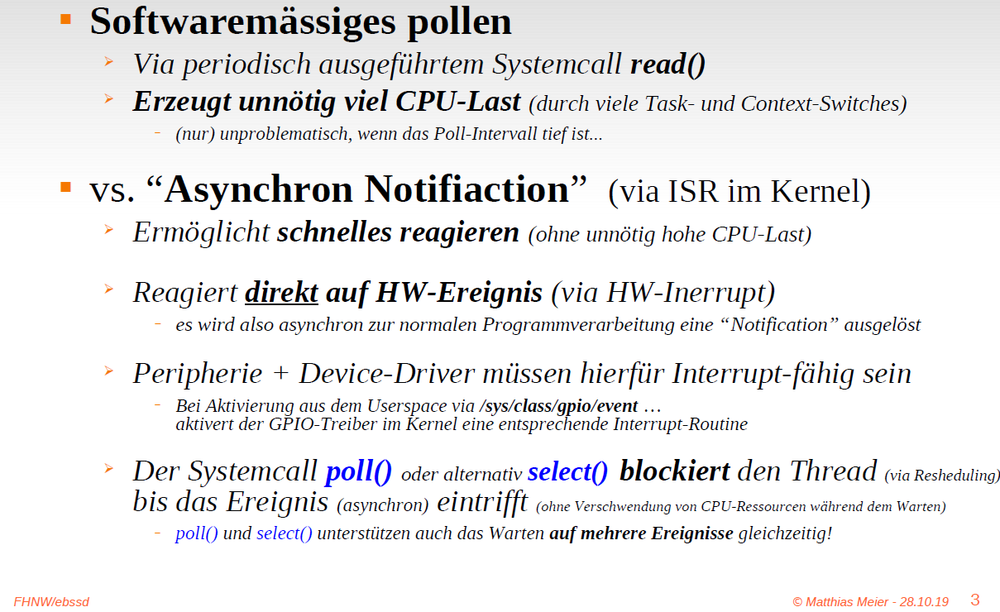 Softwaremässiges pollen
Via periodisch ausgeführtem Systemcall read()
Erzeugt unnötig viel CPU-Last (durch viele Task- und Context-Switches)
– (nur) unproblematisch, wenn das Poll-Intervall tief ist...
vs. “Asynchron Notifiaction” (via ISR im Kernel)
Ermöglicht schnelles reagieren (ohne unnötig hohe CPU-Last)
Reagiert direkt auf HW-Ereignis (via HW-Inerrupt)
– es wird also asynchron zur normalen Programmverarbeitung eine “Notification” ausgelöst
Peripherie + Device-Driver müssen hierfür Interrupt-fähig sein
– Bei Aktivierung aus dem Userspace via /sys/class/gpio/event …
aktivert der GPIO-Treiber im Kernel eine entsprechende Interrupt-Routine
Der Systemcall poll() oder alternativ select() blockiert den Thread (via Resheduling)
bis das Ereignis (asynchron) eintrifft (ohne Verschwendung von CPU-Ressourcen während dem Warten)
– poll() und select() unterstützen auch das Warten auf mehrere Ereignisse gleichzeitig!
FHNW/ebssd
© Matthias Meier - 28.10.19 3